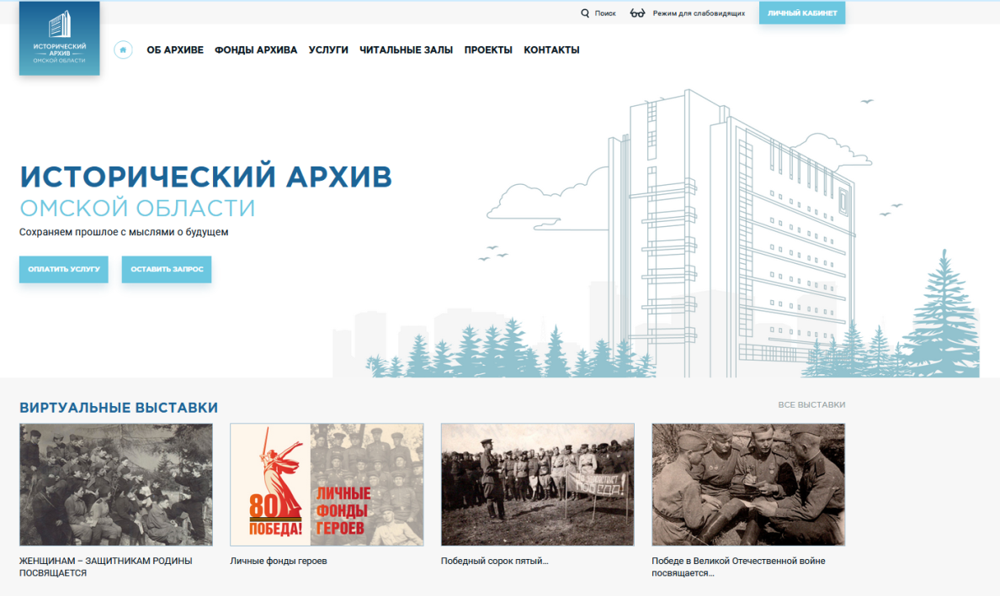 Поиск
Режим для слабовидящих
ЛИЧНЫЙ КАБИНЕТ
ИСТОРИЧЕСКИЙ
АРХИВ
ОМСКОЙ ОБЛАСТИ
ОБ АРХИВЕ ФОНДЫ АРХИВА УСЛУГИ ЧИТАЛЬНЫЕ ЗАЛЫ ПРОЕКТЫ КОНТАКТЫ
ИСТОРИЧЕСКИЙ АРХИВ
ОМСКОЙ ОБЛАСТИ
Сохраняем прошлое с мыслями о будущем
ОПЛАТИТЬ УСЛУГУ
ОСТАВИТЬ ЗАПРОС
ВИРТУАЛЬНЫЕ ВЫСТАВКИ
ВСЕ ВЫСТАВКИ
80
ПОБЕДА!
ЛИЧНЫЕ
ФОНДЫ
ГЕРОЕВ
ПОБЕДА!
ЖЕНЩИНАМ – ЗАЩИТНИКАМ РОДИНЫ
ПОСВЯЩАЕТСЯ
Личные фонды героев
Победный сорок пятый...
Победе в Великой Отечественной войне
посвящается...